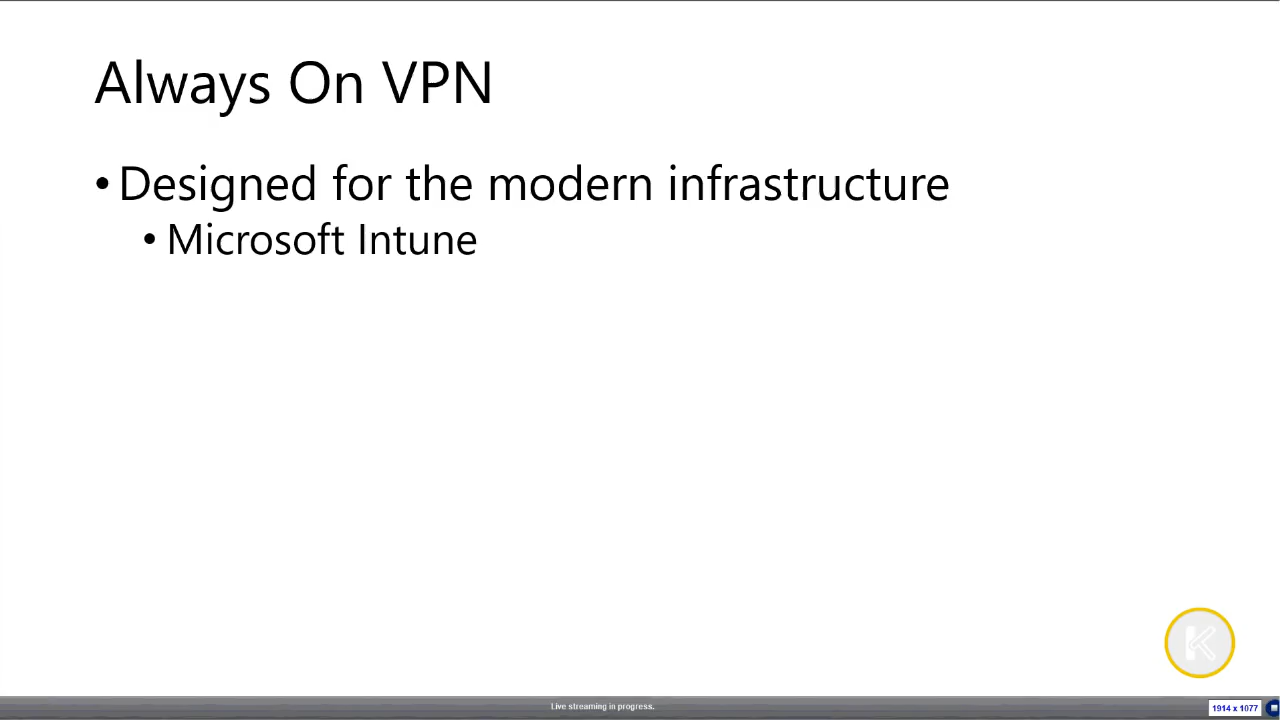 Always On VPN
• Designed for the modern infrastructure
• Microsoft Intune
K
Live streaming in progress.
1914 x 1077